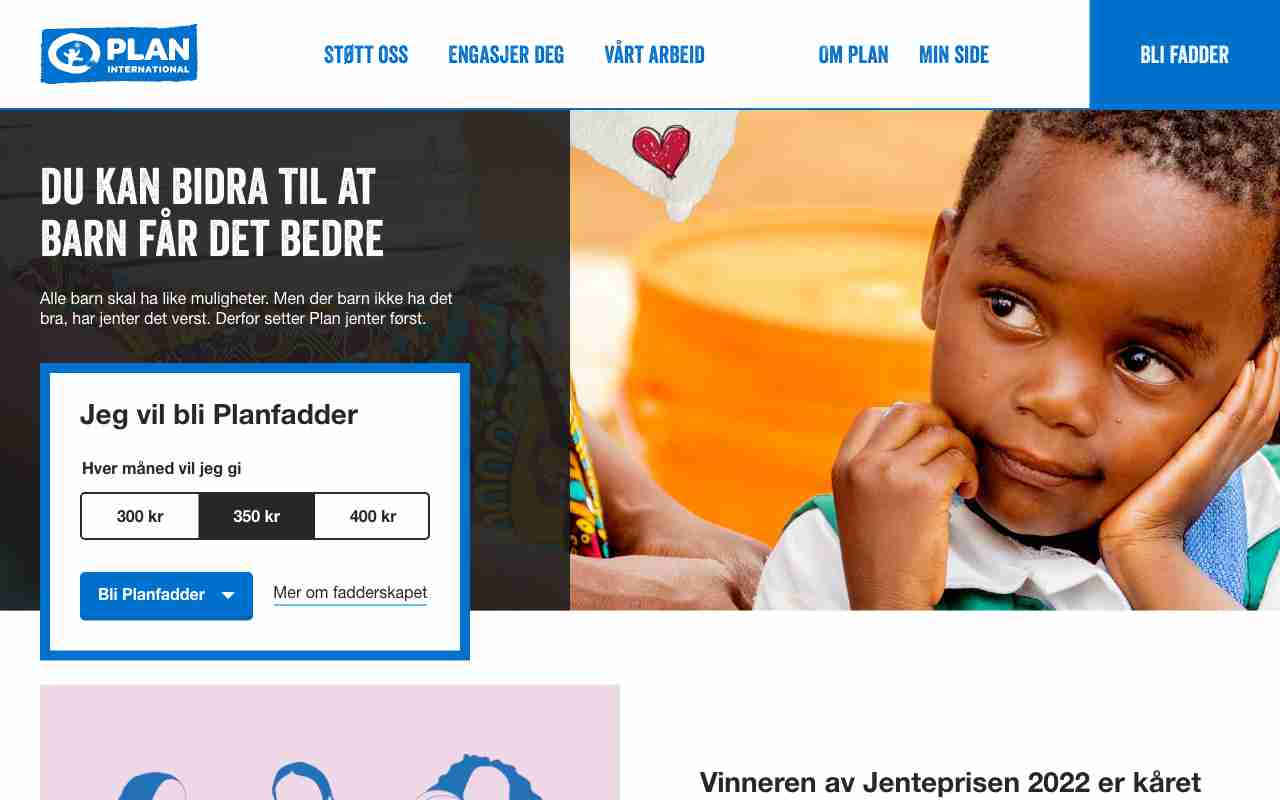 PLAN
INTERNATIONAL
STØTT OSS
ENGASJER DEG
VÅRT ARBEID
OM PLAN
MIN SIDE
BLI FADDER
DU KAN BIDRA TIL AT
BARN FÅR DET BEDRE
Alle barn skal ha like muligheter. Men der barn ikke ha det
bra, har jenter det verst. Derfor setter Plan jenter først.
Jeg vil bli Planfadder
Hver måned vil jeg gi
300 kr
350 kr
400 kr
Bli Planfadder
Mer om fadderskapet
Vinneren av Jenteprisen 2022 er kåret